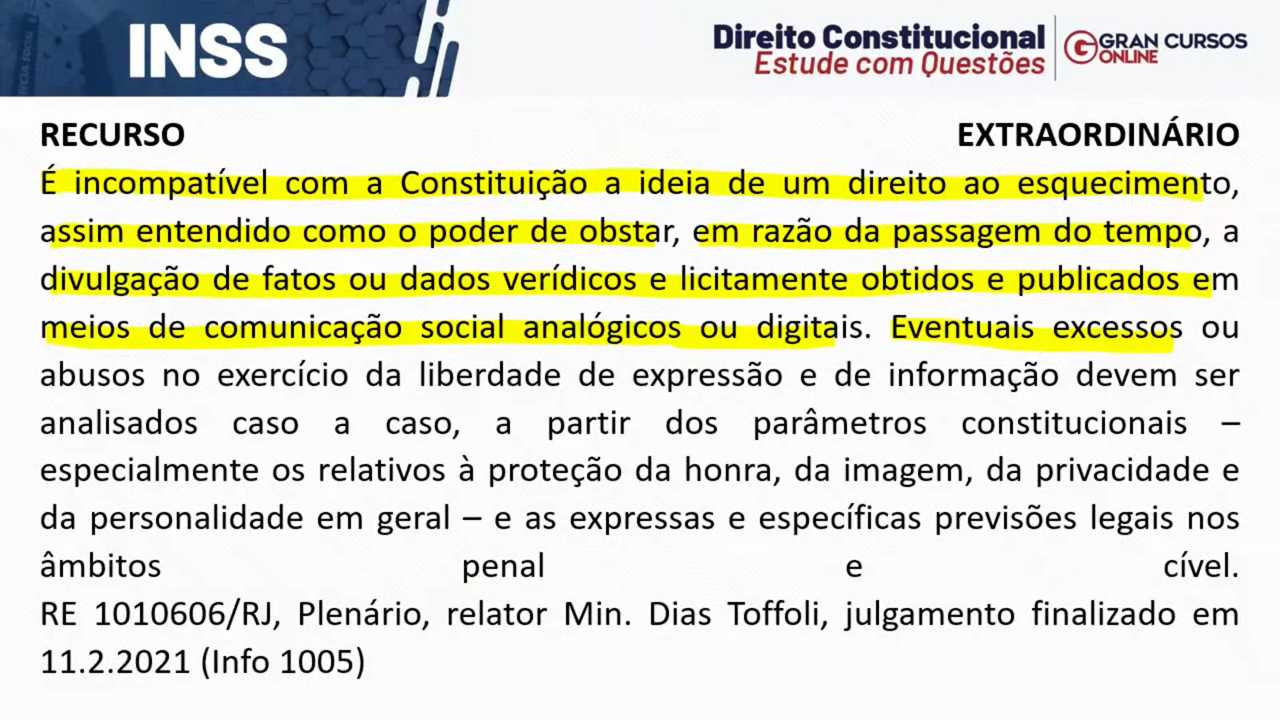 INSS
Direito Constitucional
Estude com Questões
GRAN CURSOS
ONLINE
RECURSO EXTRAORDINÁRIO
É incompatível com a Constituição a ideia de um direito ao esquecimento,
assim entendido como o poder de obstar, em razão da passagem do tempo, a
divulgação de fatos ou dados verídicos e licitamente obtidos e publicados em
meios de comunicação social analógicos ou digitais. Eventuais excessos ou
abusos no exercício da liberdade de expressão e de informação devem ser
analisados caso a caso, a partir dos parâmetros constitucionais –
especialmente os relativos à proteção da honra, da imagem, da privacidade e
da personalidade em geral – e as expressas e específicas previsões legais nos
âmbitos penal e cível.
RE 1010606/RJ, Plenário, relator Min. Dias Toffoli, julgamento finalizado em
11.2.2021 (Info 1005)